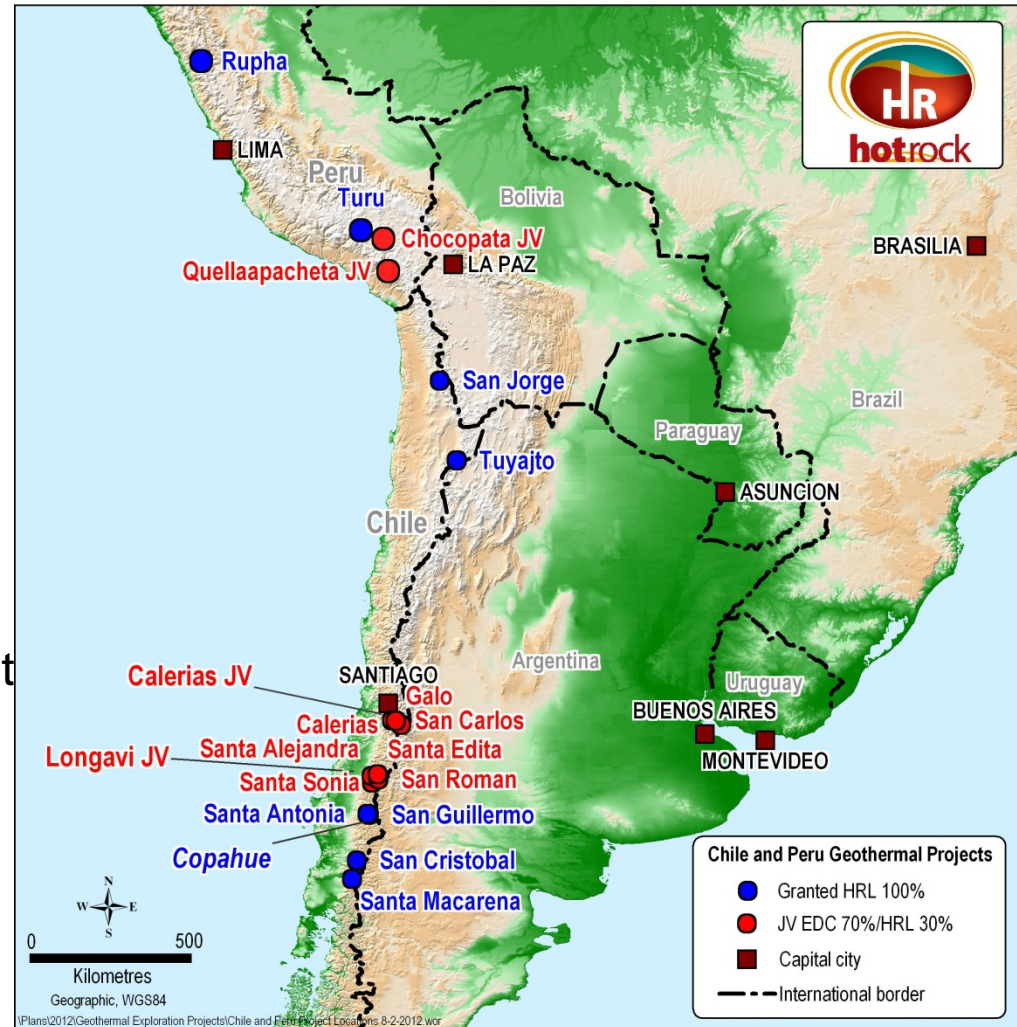 Rupha
HR
hotrock
LIMA
Peru
Turu
Bolivia
Chocopata JV
BRASILIA
Quellaapacheta JV
LA PAZ
San Jorge
Brazil
Paraguay
Tuyajto
ASUNCION
Chile
t
Argentina
Calerias JV
SANTIAGO
Galo
Uruguay
Calerias
San Carlos
BUENOS AIRES
Santa Alejandra
Santa Edita
MONTEVIDEO
Longavi JV
Santa Sonia
San Roman
Santa Antonia
San Guillermo
Copahue
San Cristobal
Santa Macarena
N
W E
S
0 500
Kilometres
Geographic, WGS84
Chile and Peru Geothermal Projects
Granted HRL 100%
JV EDC 70%/HRL 30%
Capital city
International border
\Plans\2012\Geothermal Exploration Projects\Chile and Peru Project Locations 8-2-2012.wor